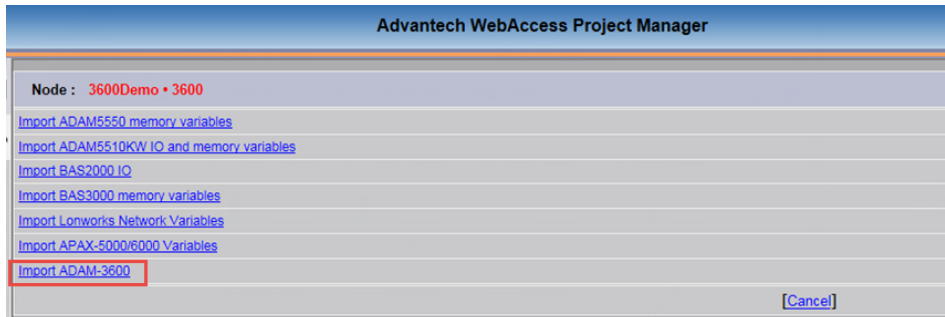 Advantech WebAccess Project Manager
Node : 3600Demo • 3600
Import ADAM5550 memory variables
Import ADAM5510KW IO and memory variables
Import BAS2000 IO
Import BAS3000 memory variables
Import Lonworks Network Variables
Import APAX-5000/6000 Variables
Import ADAM-3600
[Cancel]